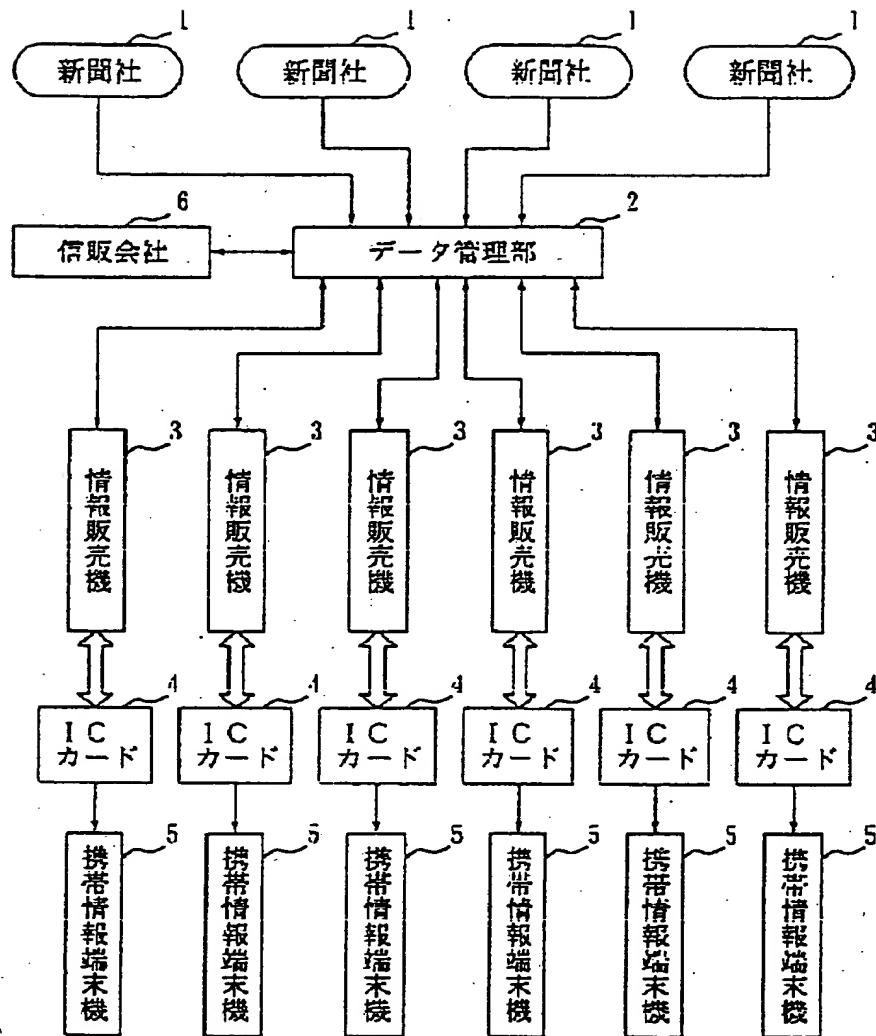 1 1 1 1
新聞社 新聞社 新聞社 新聞社
6 2
信販会社 データ管理部
3 3 3 3 3 3
情報販売機 情報販売機 情報販売機 情報販売機 情報販売機 情報販売機
4 4 4 4 4 4
IC IC IC IC IC IC
カード カード カード カード カード カード
5 5 5 5 5 5
携帯情報端末機 携帯情報端末機 携帯情報端末機 携帯情報端末機 携帯情報端末機 携帯情報端末機